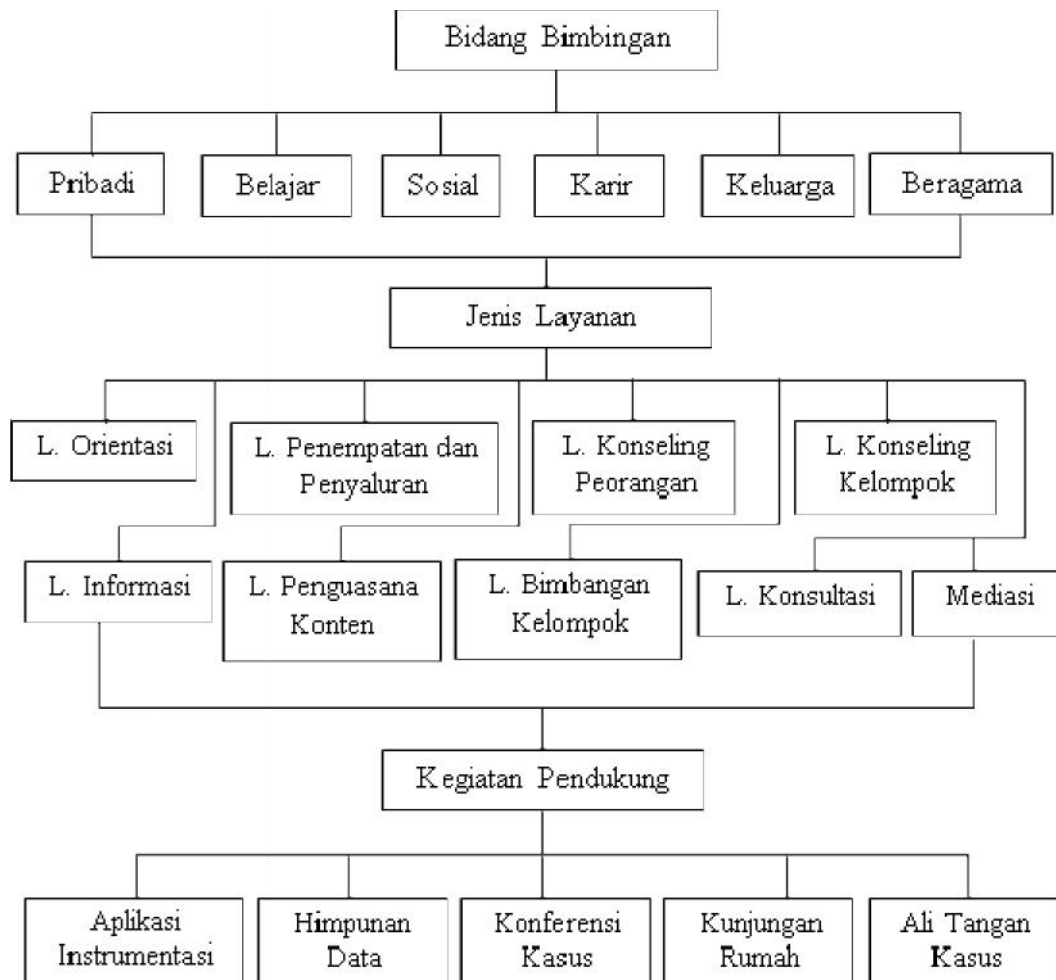 Bidang Bimbingan
Pribadi
Belajar
Sosial
Karir
Keluarga
Beragama
Jenis Layanan
L. Orientasi
L. Penempatan dan
Penyaluran
L. Konseling
Peorangan
L. Konseling
Kelompok
L. Informasi
L. Penguasana
Konten
L. Bimbangan
Kelompok
L. Konsultasi
Mediasi
Kegiatan Pendukung
Aplikasi
Instrumentasi
Himpunan
Data
Konferensi
Kasus
Kunjungan
Rumah
Ali Tangan
Kasus